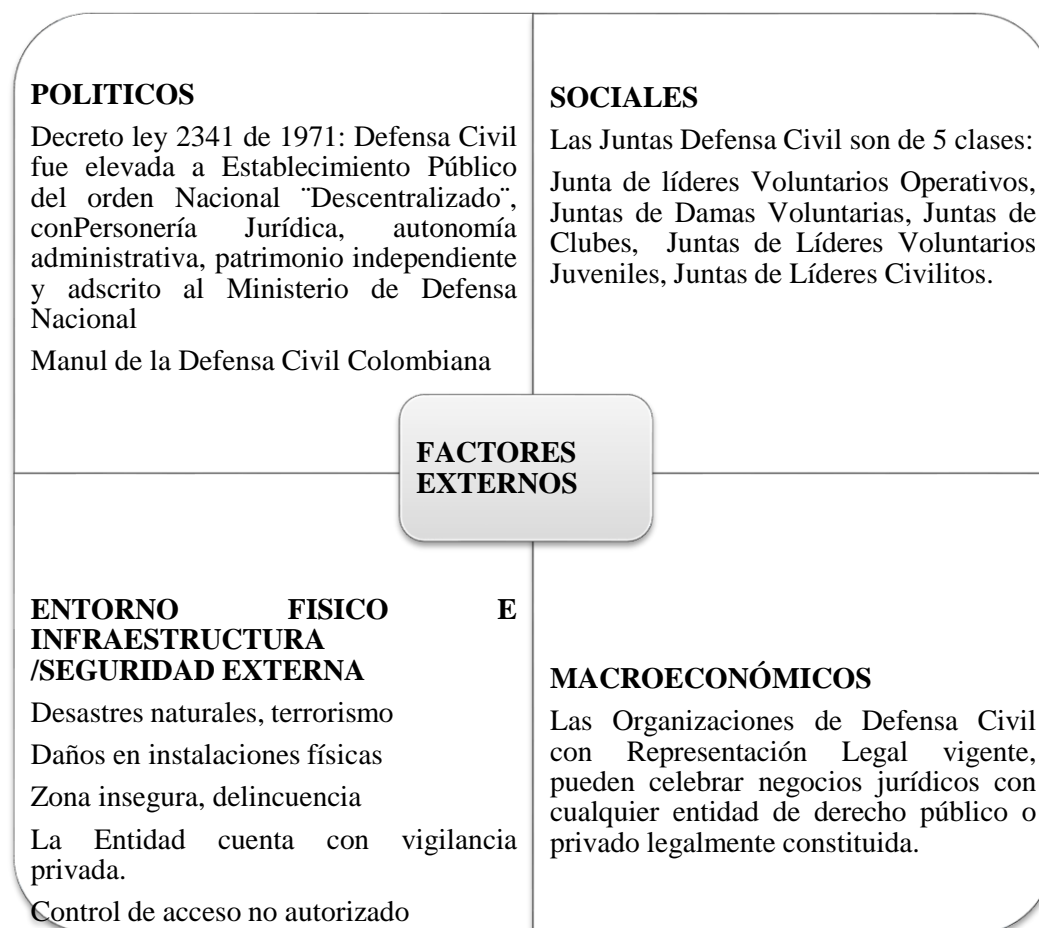 POLITICOS
Decreto ley 2341 de 1971: Defensa Civil
fue elevada a Establecimiento Público
del orden Nacional ¨Descentralizado¨,
conPersonería Jurídica, autonomía
administrativa, patrimonio independiente
y adscrito al Ministerio de Defensa
Nacional
Manul de la Defensa Civil Colombiana
SOCIALES
Las Juntas Defensa Civil son de 5 clases:
Junta de líderes Voluntarios Operativos,
Juntas de Damas Voluntarias, Juntas de
Clubes, Juntas de Líderes Voluntarios
Juveniles, Juntas de Líderes Civilitos.
FACTORES
EXTERNOS
ENTORNO FISICO E
INFRAESTRUCTURA
/SEGURIDAD EXTERNA
Desastres naturales, terrorismo
Daños en instalaciones físicas
Zona insegura, delincuencia
La Entidad cuenta con vigilancia
privada.
Control de acceso no autorizado
MACROECONÓMICOS
Las Organizaciones de Defensa Civil
con Representación Legal vigente,
pueden celebrar negocios jurídicos con
cualquier entidad de derecho público o
privado legalmente constituida.